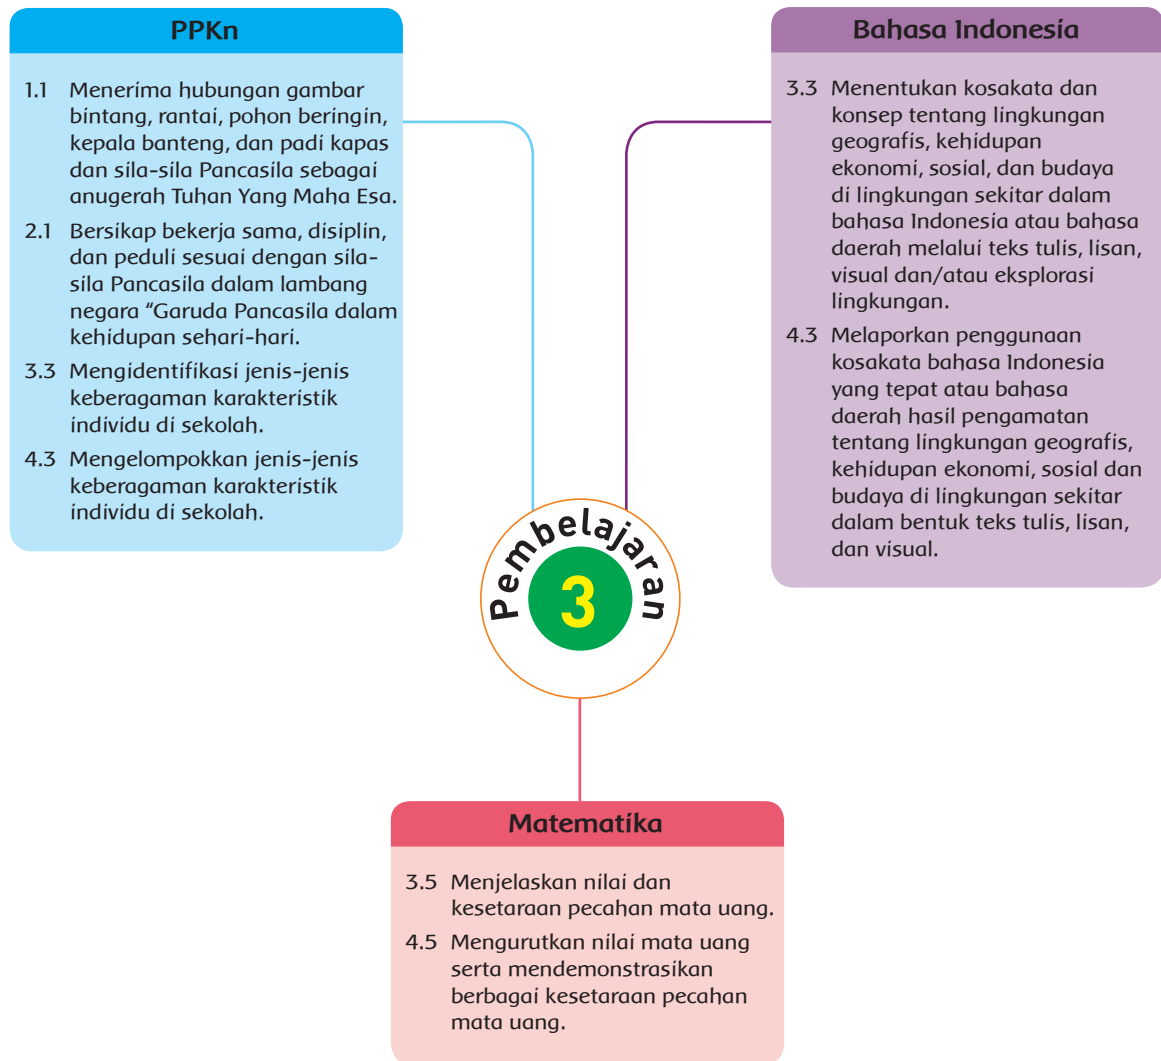 PPKn
1.1 Menerima hubungan gambar
bintang, rantai, pohon beringin,
kepala banteng, dan padi kapas
dan sila-sila Pancasila sebagai
anugerah Tuhan Yang Maha Esa.
2.1 Bersikap bekerja sama, disiplin,
dan peduli sesuai dengan sila-
sila Pancasila dalam lambang
negara “Garuda Pancasila dalam
kehidupan sehari-hari.
3.3 Mengidentifikasi jenis-jenis
keberagaman karakteristik
individu di sekolah.
4.3 Mengelompokkan jenis-jenis
keberagaman karakteristik
individu di sekolah.
Bahasa Indonesia
3.3 Menentukan kosakata dan
konsep tentang lingkungan
geografis, kehidupan
ekonomi, sosial, dan budaya
di lingkungan sekitar dalam
bahasa Indonesia atau bahasa
daerah melalui teks tulis, lisan,
visual dan/atau eksplorasi
lingkungan.
4.3 Melaporkan penggunaan
kosakata bahasa Indonesia
yang tepat atau bahasa
daerah hasil pengamatan
tentang lingkungan geografis,
kehidupan ekonomi, sosial dan
budaya di lingkungan sekitar
dalam bentuk teks tulis, lisan,
dan visual.
Pembelajaran
3
Matematika
3.5 Menjelaskan nilai dan
kesetaraan pecahan mata uang.
4.5 Mengurutkan nilai mata uang
serta mendemonstrasikan
berbagai kesetaraan pecahan
mata uang.